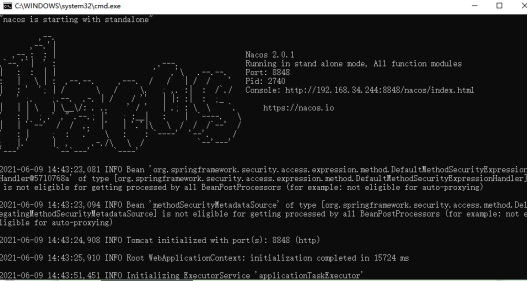 C:\WINDOWS\system32\cmd.exe
"nacos is starting with standalone"
Nacos 2.0.1
Running in stand alone mode, All function modules
Port: 8848
Pid: 2740
Console: http://192.168.34.244:8848/nacos/index.html
https://nacos.io
2021-06-09 14:43:23,081 INFO Bean 'org.springframework.security.access.expression.method.DefaultMethodSecurityExpression
Handler@5710768a' of type [org.springframework.security.access.expression.method.DefaultMethodSecurityExpressionHandler]
is not eligible for getting processed by all BeanPostProcessors (for example: not eligible for auto-proxying)
2021-06-09 14:43:23,094 INFO Bean 'methodSecurityMetadataSource' of type [org.springframework.security.access.method.Del
egatingMethodSecurityMetadataSource] is not eligible for getting processed by all BeanPostProcessors (for example: not e
ligible for auto-proxying)
2021-06-09 14:43:24,908 INFO Tomcat initialized with port(s): 8848 (http)
2021-06-09 14:43:25,910 INFO Root WebApplicationContext: initialization completed in 15724 ms
2021-06-09 14:43:51,451 INFO Initializing ExecutorService 'applicationTaskExecutor'